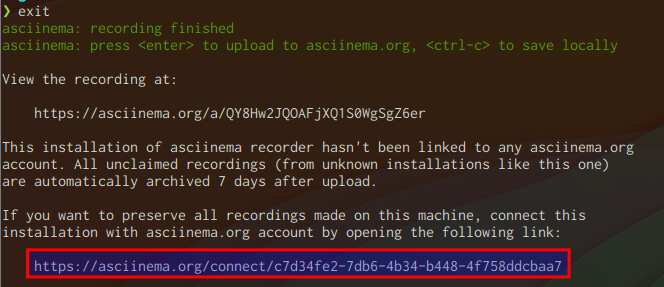 ❯ exit
asciinema: recording finished
asciinema: press <enter> to upload to asciinema.org, <ctrl-c> to save locally
View the recording at:
https://asciinema.org/a/QY8Hw2JQOAFjXQ1S0WgSgZ6er
This installation of asciinema recorder hasn't been linked to any asciinema.org
account. All unclaimed recordings (from unknown installations like this one)
are automatically archived 7 days after upload.
If you want to preserve all recordings made on this machine, connect this
installation with asciinema.org account by opening the following link:
https://asciinema.org/connect/c7d34fe2-7db6-4b34-b448-4f758ddcbaa7